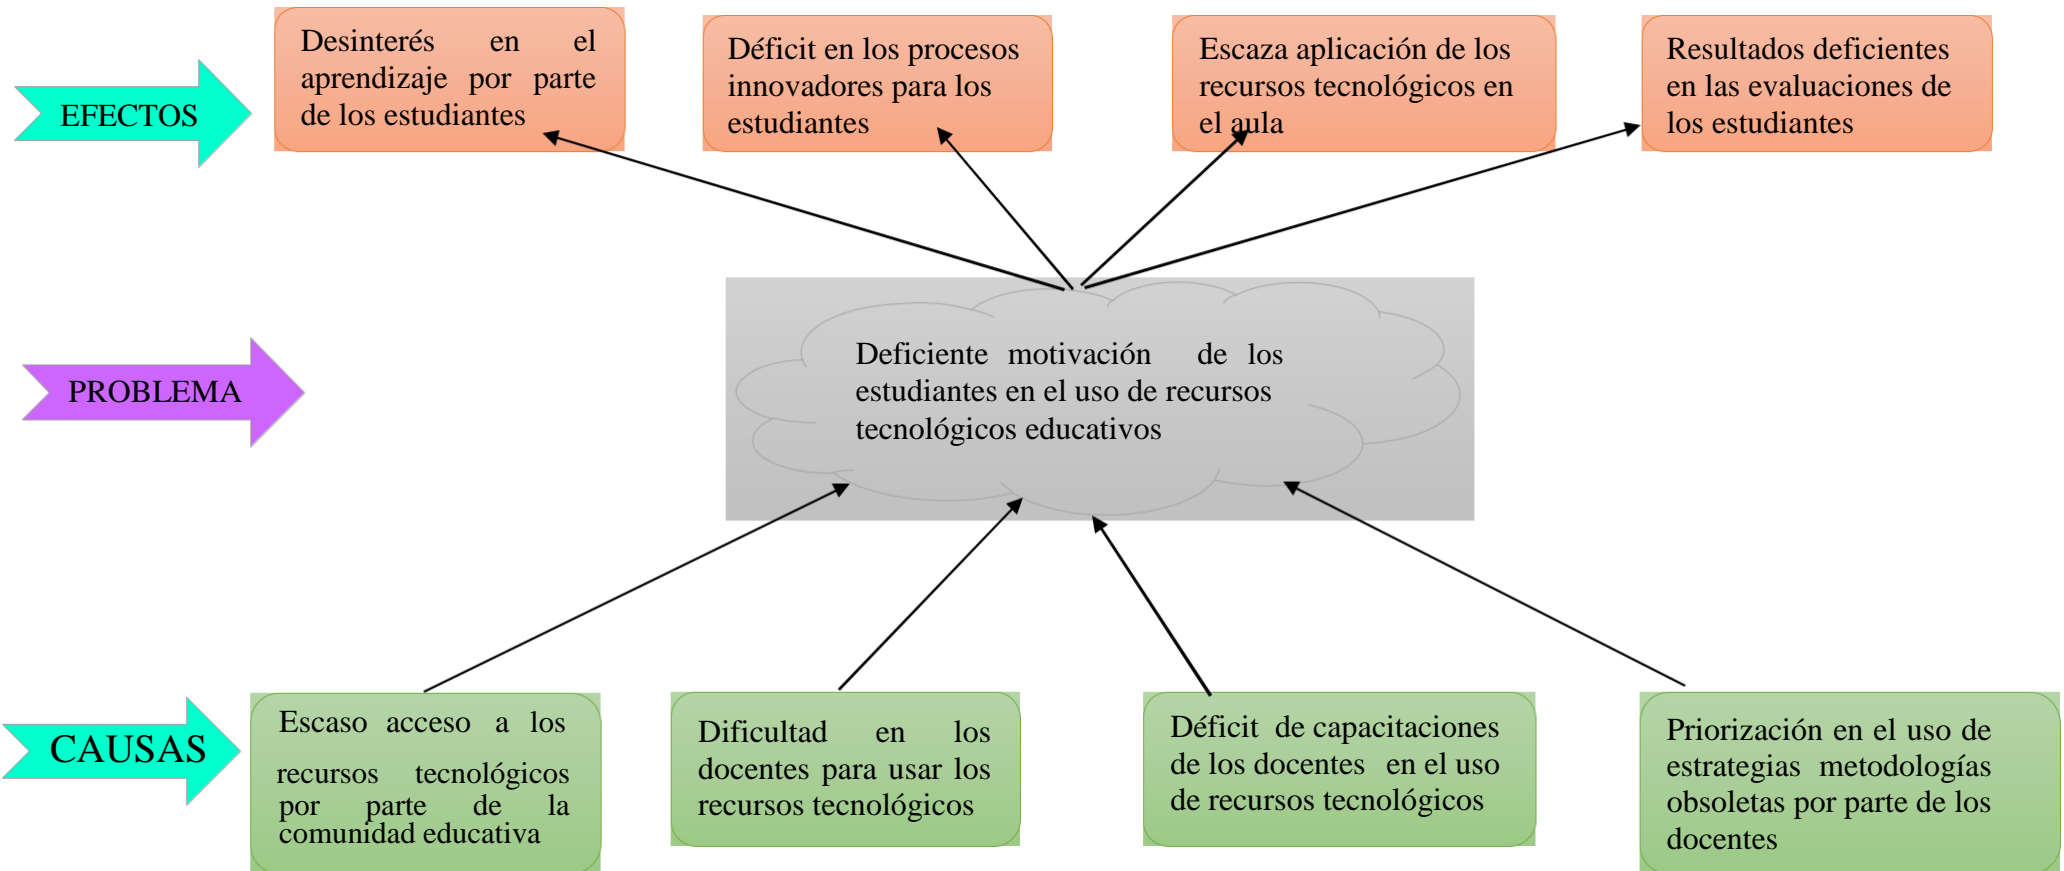 EFECTOS
Desinterés en el
aprendizaje por parte
de los estudiantes
Déficit en los procesos
innovadores para los
estudiantes
Escaza aplicación de los
recursos tecnológicos en
el aula
Resultados deficientes
en las evaluaciones de
los estudiantes
PROBLEMA
Deficiente motivación de los
estudiantes en el uso de recursos
tecnológicos educativos
CAUSAS
Escaso acceso a los
recursos tecnológicos
por parte de la
comunidad educativa
Dificultad en los
docentes para usar los
recursos tecnológicos
Déficit de capacitaciones
de los docentes en el uso
de recursos tecnológicos
Priorización en el uso de
estrategias metodologías
obsoletas por parte de los
docentes